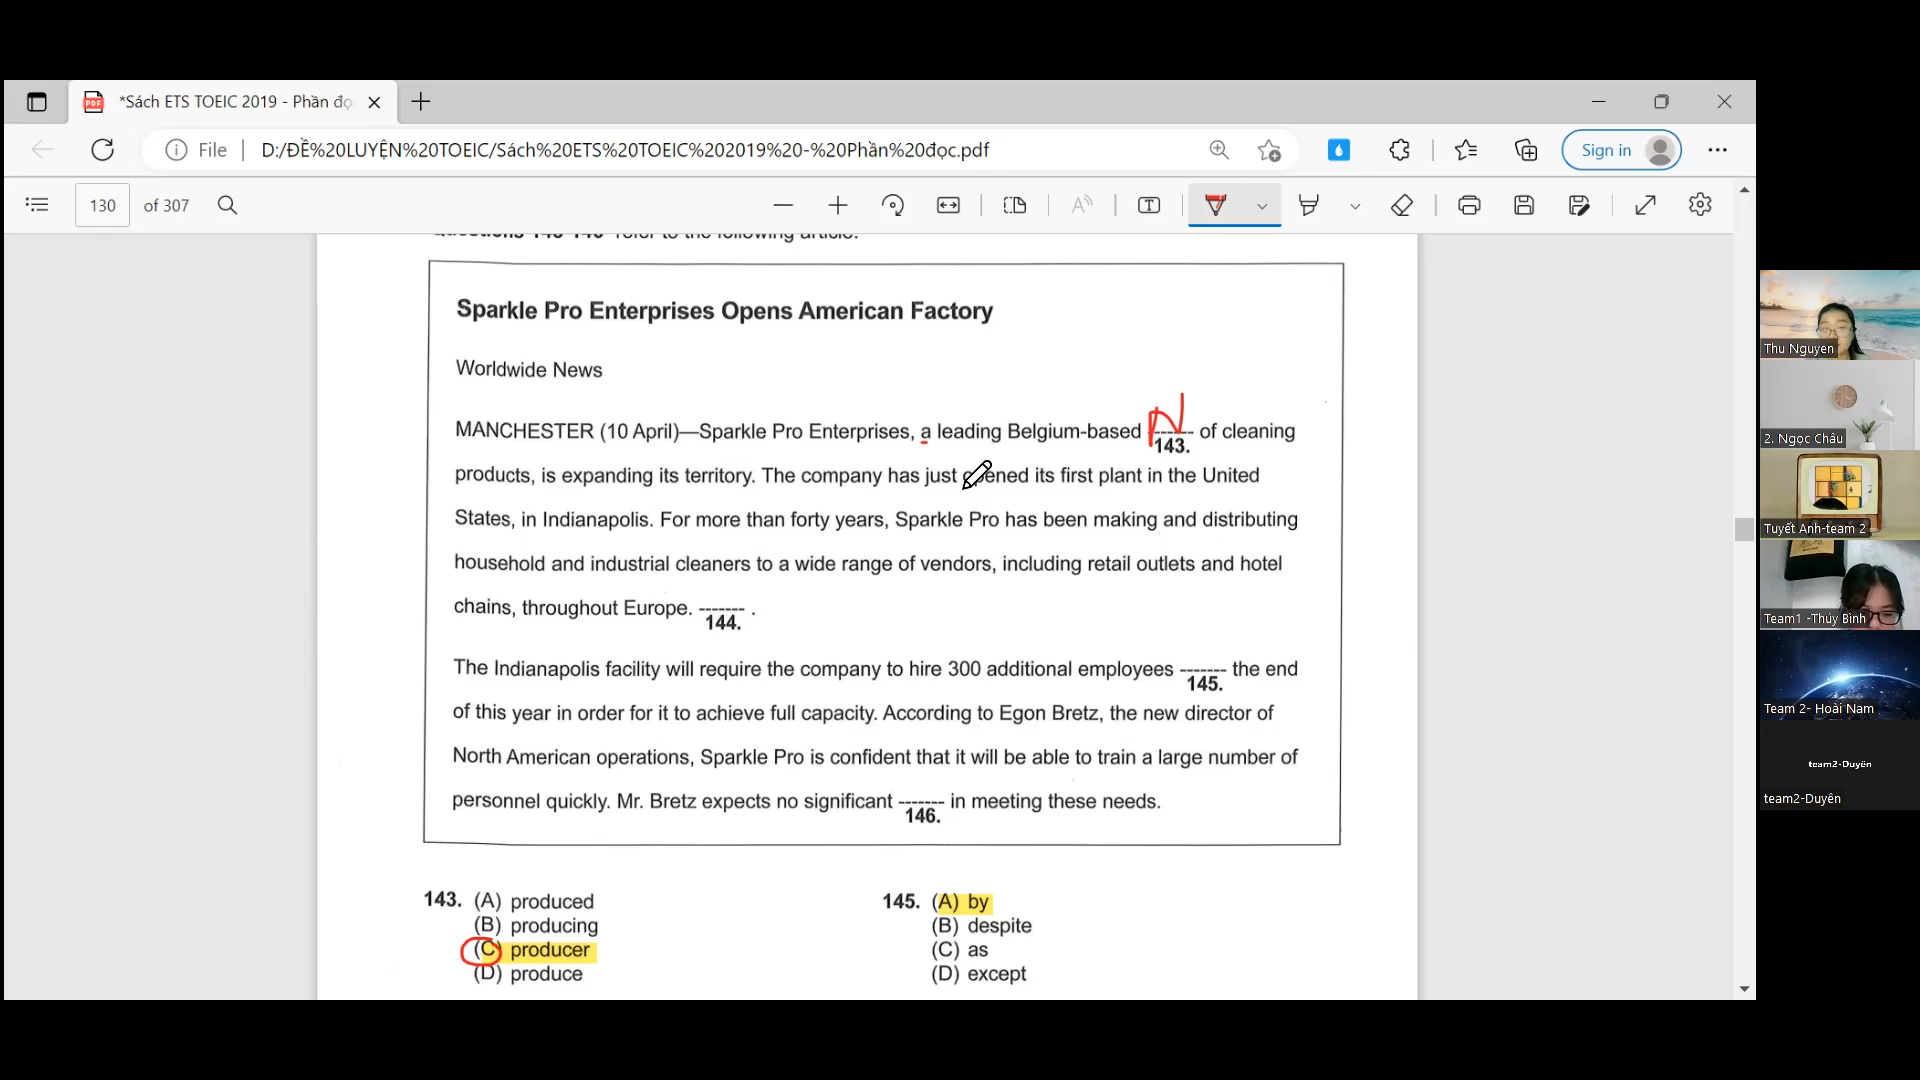 *Sách ETS TOEIC 2019 - Phần đọ
File
D:/ĐỀ%20LUYỆN%20TOEIC/Sách%20ETS%20TOEIC%202019%20-%20Phần%20đọc.pdf
Sign in
130 of 307
Questions 143-146 refer to the following article.
Sparkle Pro Enterprises Opens American Factory
Worldwide News
N
MANCHESTER (10 April)—Sparkle Pro Enterprises, a leading Belgium-based ------- of cleaning
143.
products, is expanding its territory. The company has just opened its first plant in the United
States, in Indianapolis. For more than forty years, Sparkle Pro has been making and distributing
household and industrial cleaners to a wide range of vendors, including retail outlets and hotel
chains, throughout Europe. ------- .
144.
The Indianapolis facility will require the company to hire 300 additional employees ------- the end
145.
of this year in order for it to achieve full capacity. According to Egon Bretz, the new director of
North American operations, Sparkle Pro is confident that it will be able to train a large number of
personnel quickly. Mr. Bretz expects no significant ------- in meeting these needs.
146.
143. (A) produced
(B) producing
(C) producer
(D) produce
145. (A) by
(B) despite
(C) as
(D) except
Thu Nguyen
2. Ngọc Châu
Tuyết Anh-team 2
Team1 -Thúy Bình
Team 2- Hoài Nam
team2-Duyên
team2-Duyên